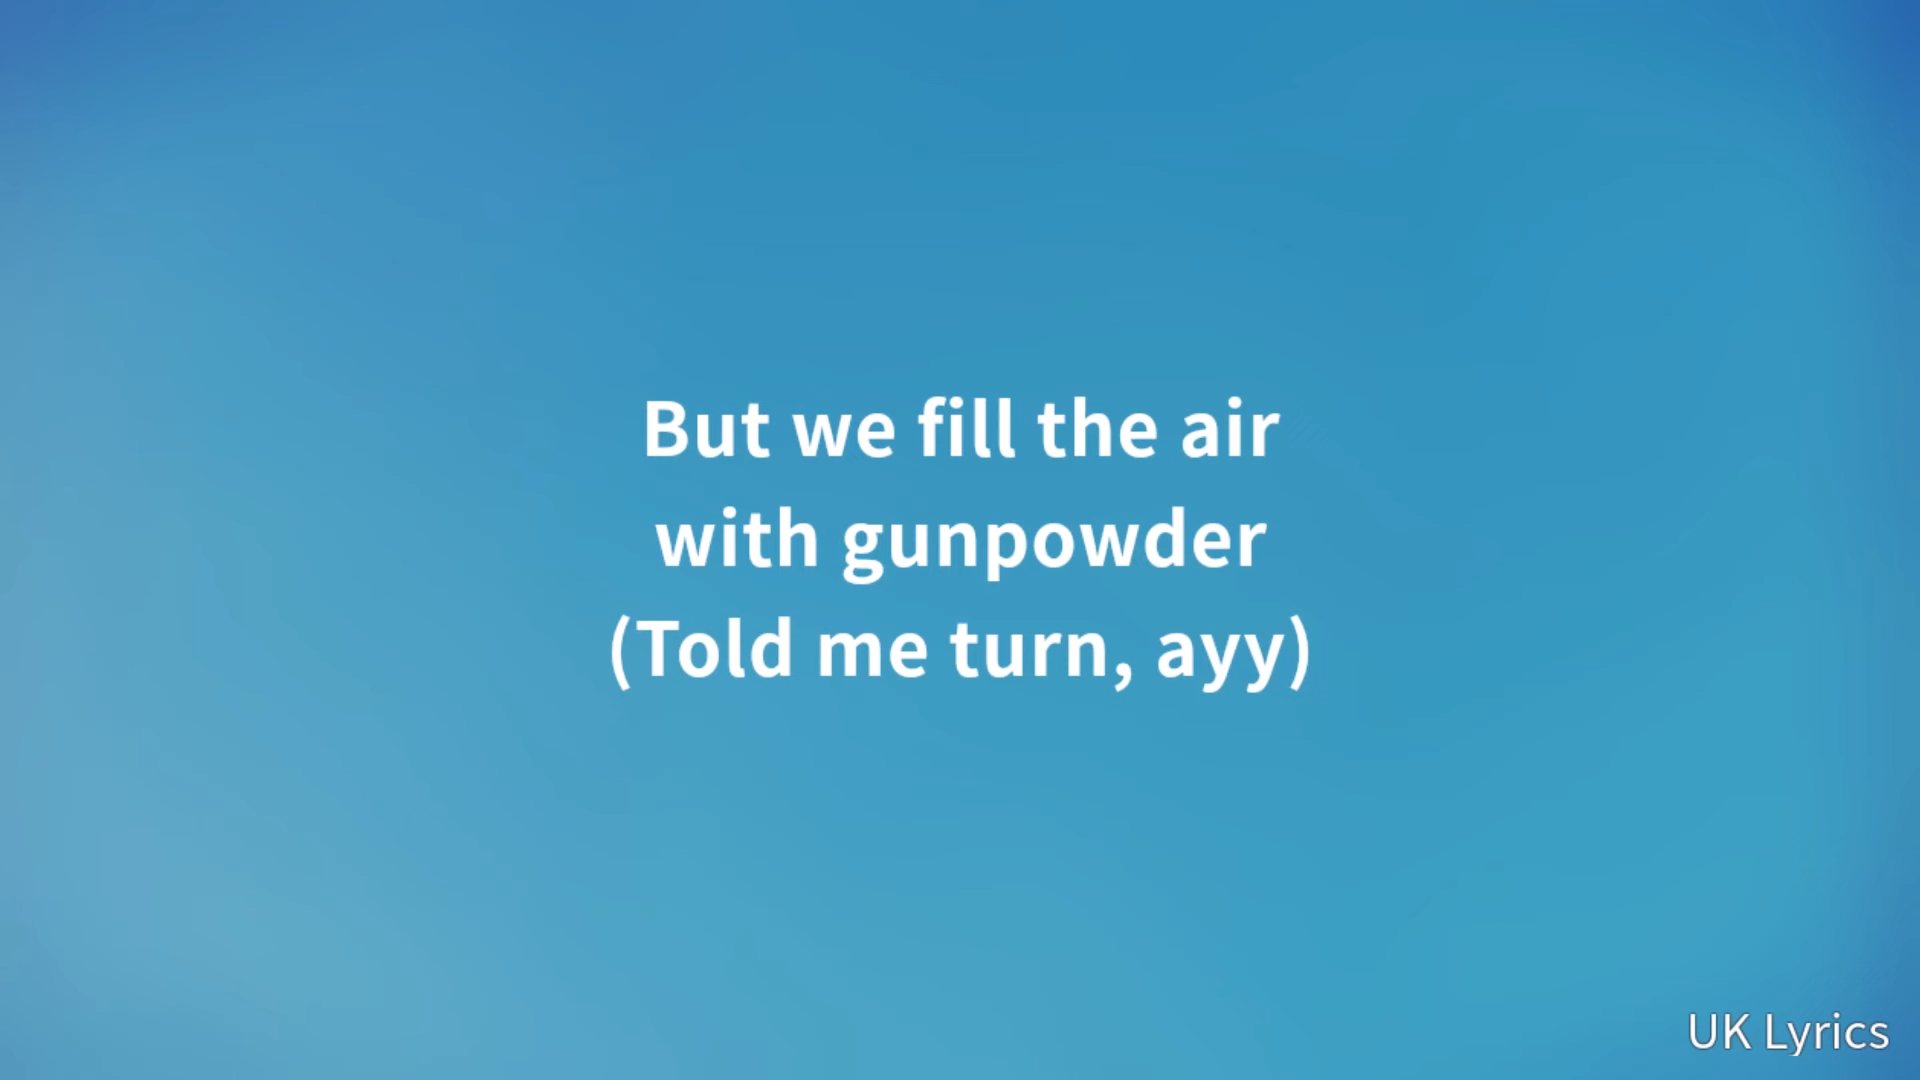 But we fill the air
with gunpowder
(Told me turn, ayy)
UK Lyrics